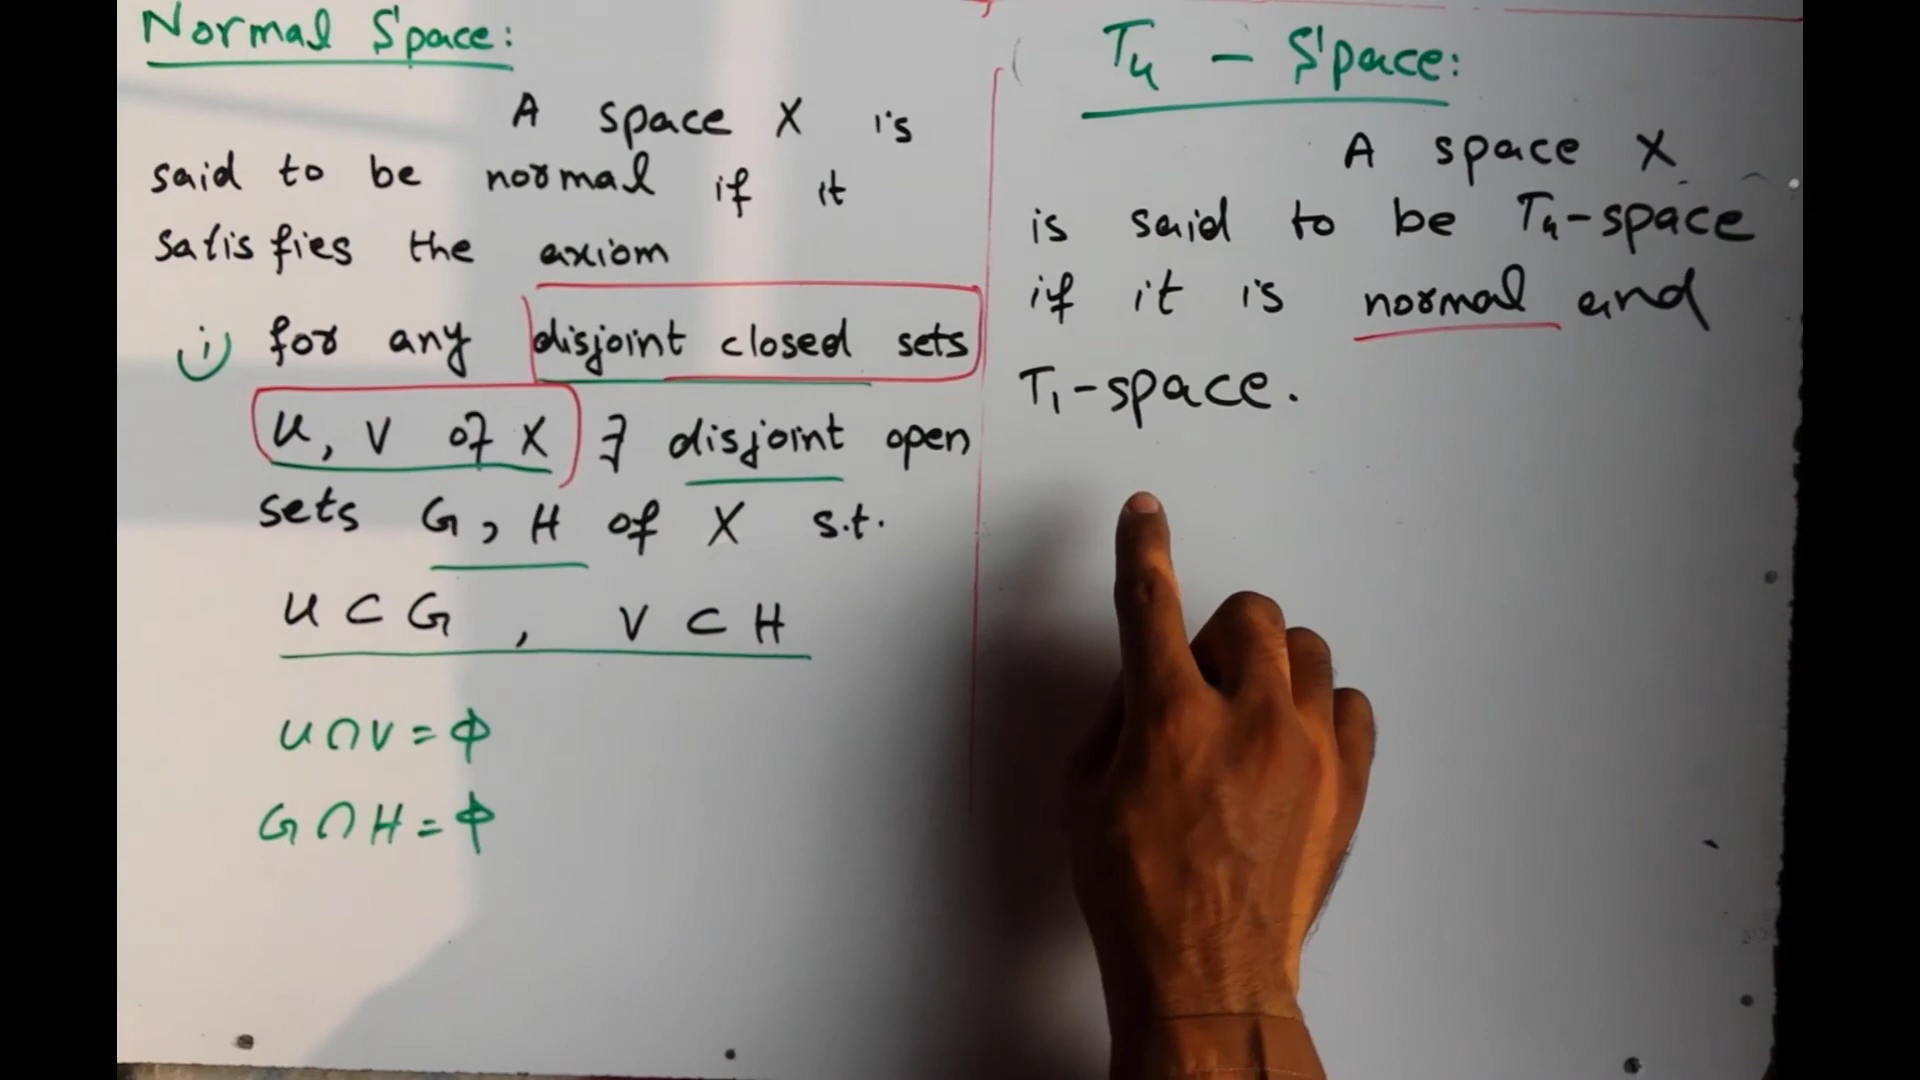 Normal Space:
A space X is
said to be normal if it
satisfies the axiom
i) for any disjoint closed sets
U, V of X ∃ disjoint open
sets G, H of X s.t.
U ⊂ G , V ⊂ H
U ∩ V = ϕ
G ∩ H = ϕ
T₄ - Space:
A space X
is said to be T₄-space
if it is normal and
T₁-space.